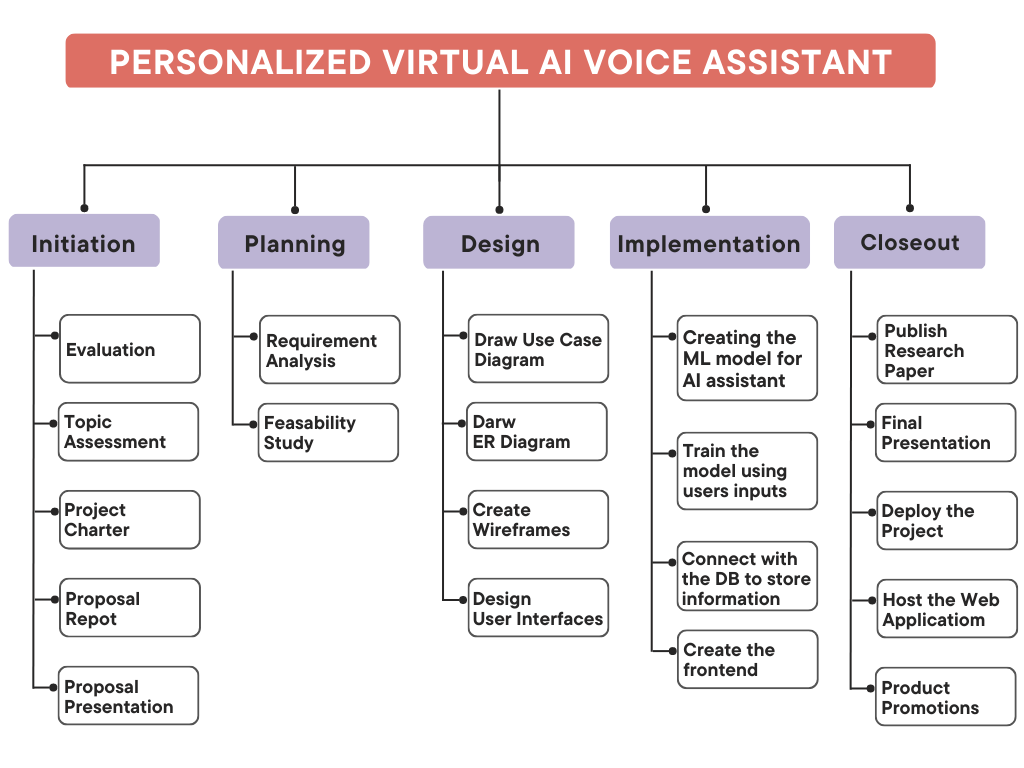 PERSONALIZED VIRTUAL AI VOICE ASSISTANT
Initiation
Evaluation
Topic
Assessment
Project
Charter
Proposal
Repot
Proposal
Presentation
Planning
Requirement
Analysis
Feasability
Study
Design
Draw Use Case
Diagram
Darw
ER Diagram
Create
Wireframes
Design
User Interfaces
Implementation
Creating the
ML model for
AI assistant
Train the
model using
users inputs
Connect with
the DB to store
information
Create the
frontend
Closeout
Publish
Research
Paper
Final
Presentation
Deploy the
Project
Host the Web
Applicatiom
Product
Promotions